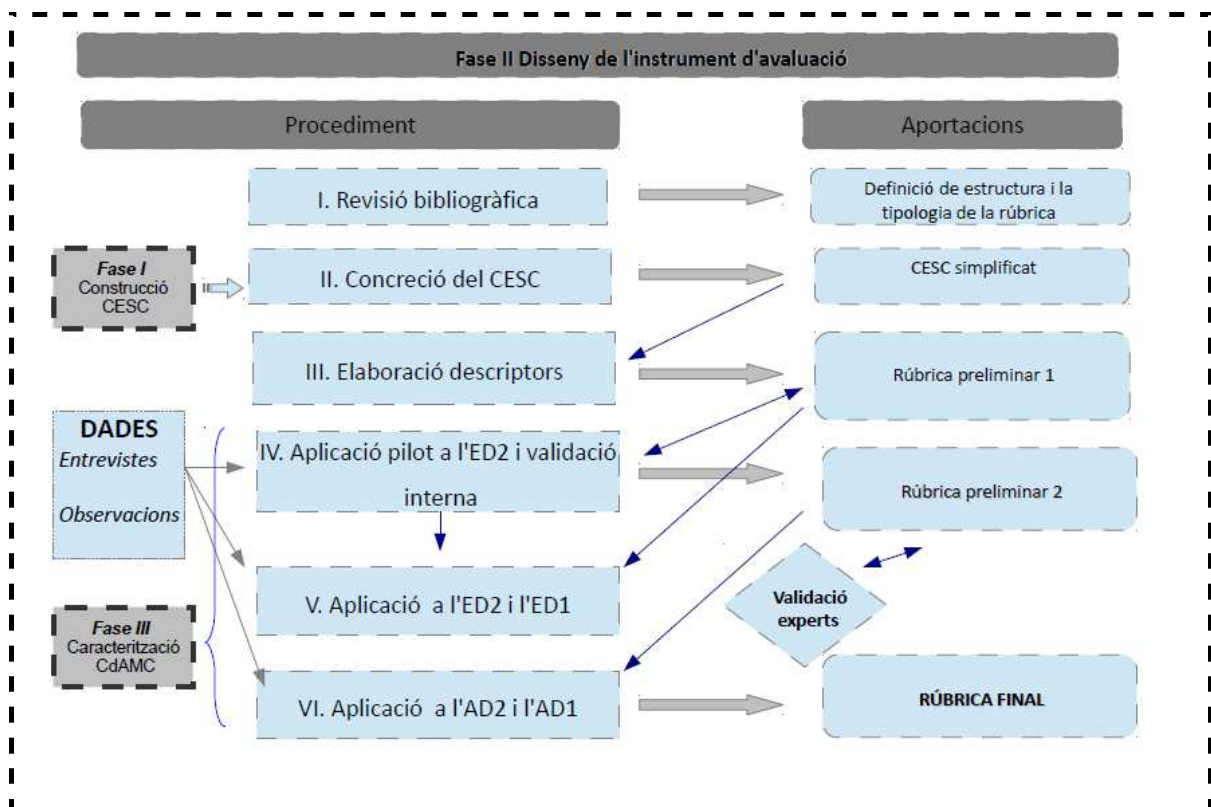 Fase II Disseny de l'instrument d'avaluació
Procediment
Aportacions
I. Revisió bibliogràfica
Definició de estructura i la
tipologia de la rúbrica
Fase I
Construcció
CESC
II. Concreció del CESC
CESC simplificat
III. Elaboració descriptors
Rúbrica preliminar 1
DADES
Entrevistes
Observacions
IV. Aplicació pilot a l'ED2 i validació
interna
Rúbrica preliminar 2
V. Aplicació a l'ED2 i l'ED1
Validació
experts
Fase III
Caracterització
CdAMC
VI. Aplicació a l'AD2 i l'AD1
RÚBRICA FINAL